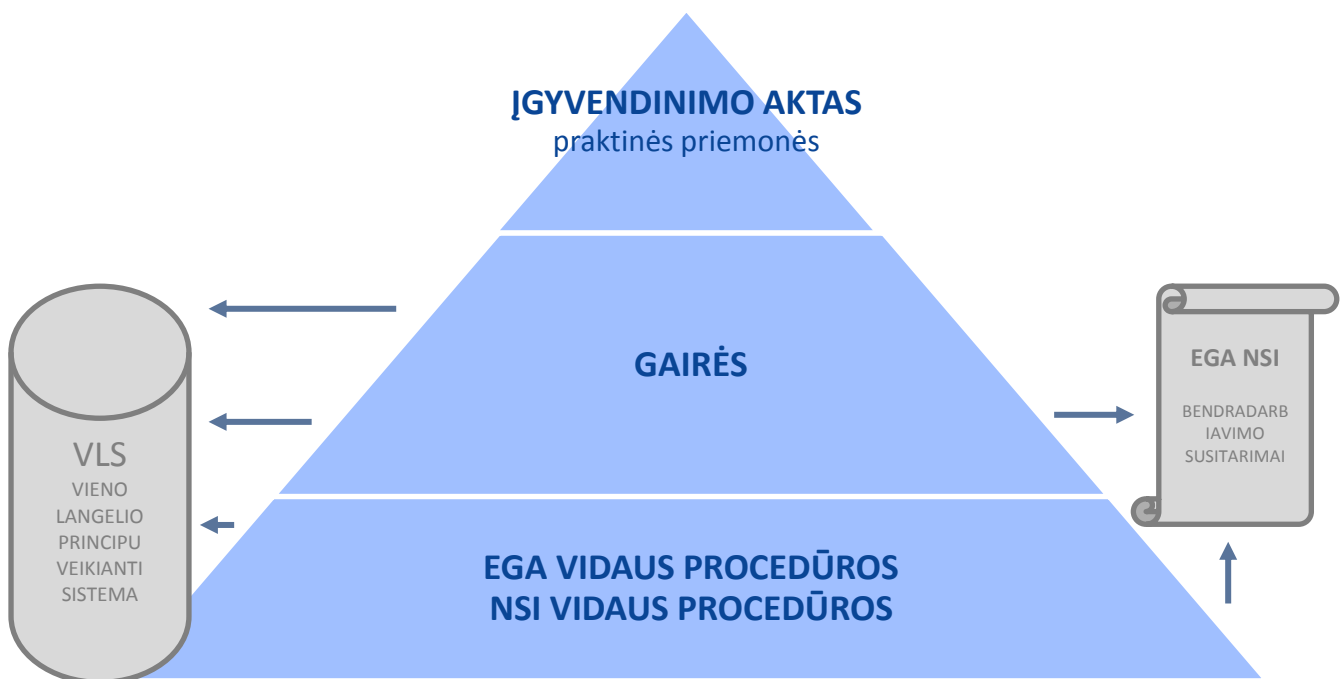 ĮGYVENDINIMO AKTAS
praktinės priemonės
GAIRĖS
EGA VIDAUS PROCEDŪROS
NSI VIDAUS PROCEDŪROS
VLS
VIENO
LANGELIO
PRINCIPU
VEIKIANTI
SISTEMA
EGA NSI
BENDRADARB
IAVIMO
SUSITARIMAI